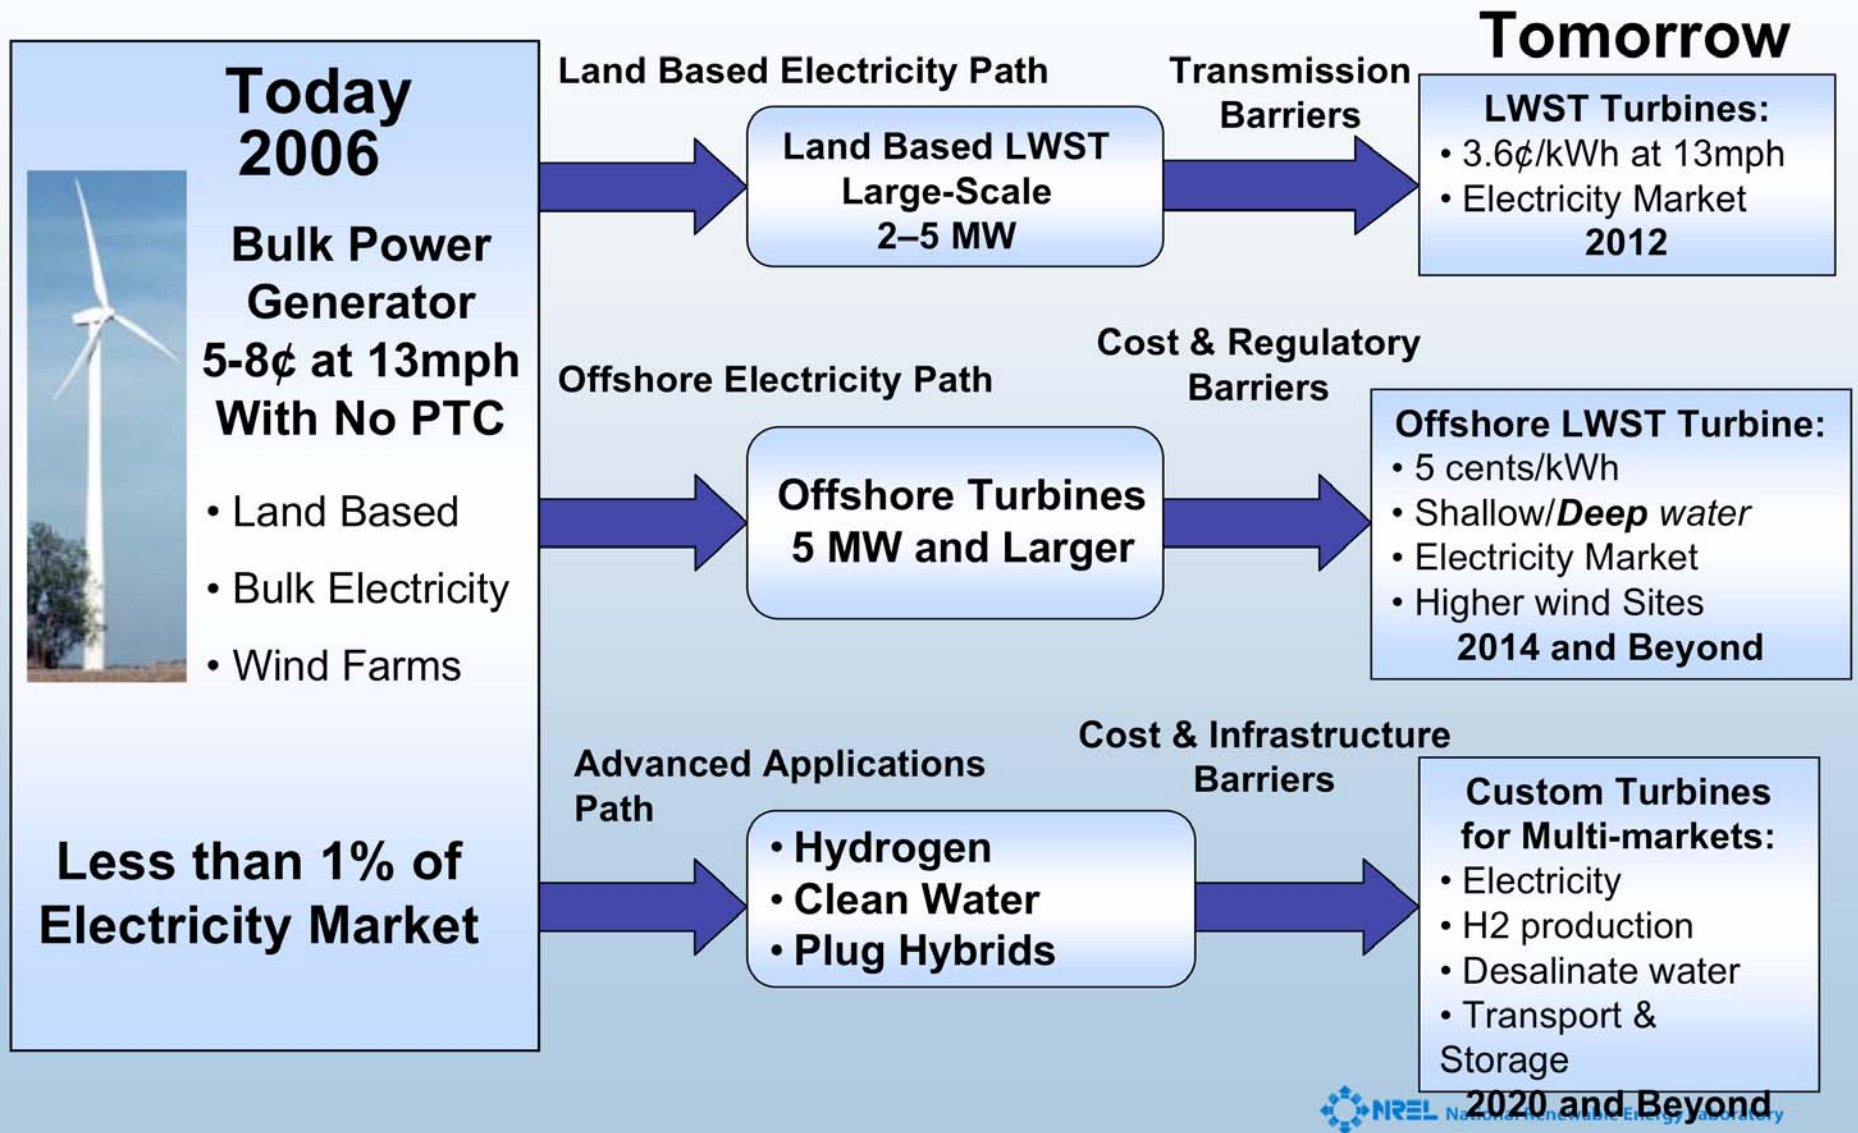 Tomorrow
Today
2006
Bulk Power
Generator
5-8¢ at 13mph
With No PTC
• Land Based
• Bulk Electricity
• Wind Farms
Less than 1% of
Electricity Market
Land Based Electricity Path
Land Based LWST
Large-Scale
2–5 MW
Transmission
Barriers
LWST Turbines:
• 3.6¢/kWh at 13mph
• Electricity Market
2012
Offshore Electricity Path
Offshore Turbines
5 MW and Larger
Cost & Regulatory
Barriers
Offshore LWST Turbine:
• 5 cents/kWh
• Shallow/Deep water
• Electricity Market
• Higher wind Sites
2014 and Beyond
Advanced Applications
Path
• Hydrogen
• Clean Water
• Plug Hybrids
Cost & Infrastructure
Barriers
Custom Turbines
for Multi-markets:
• Electricity
• H2 production
• Desalinate water
• Transport &
Storage
2020 and Beyond
NREL National Renewable Energy Laboratory